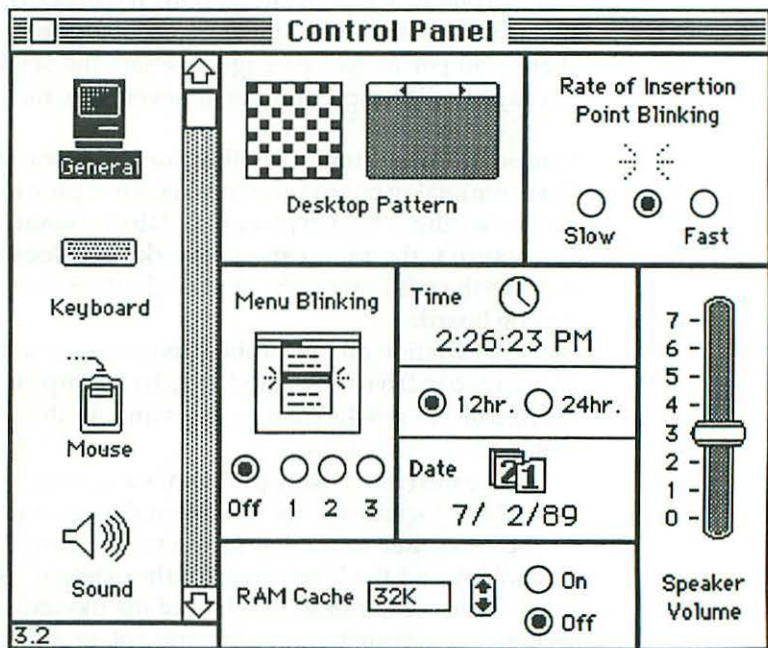 Control Panel
General
Keyboard
Mouse
Sound
3.2
Desktop Pattern
Rate of Insertion
Point Blinking
Slow Fast
Menu Blinking
Off 1 2 3
Time
2:26:23 PM
12hr. 24hr.
Date
21
7/ 2/89
7
6
5
4
3
2
1
0
Speaker
Volume
RAM Cache 32K
On
Off